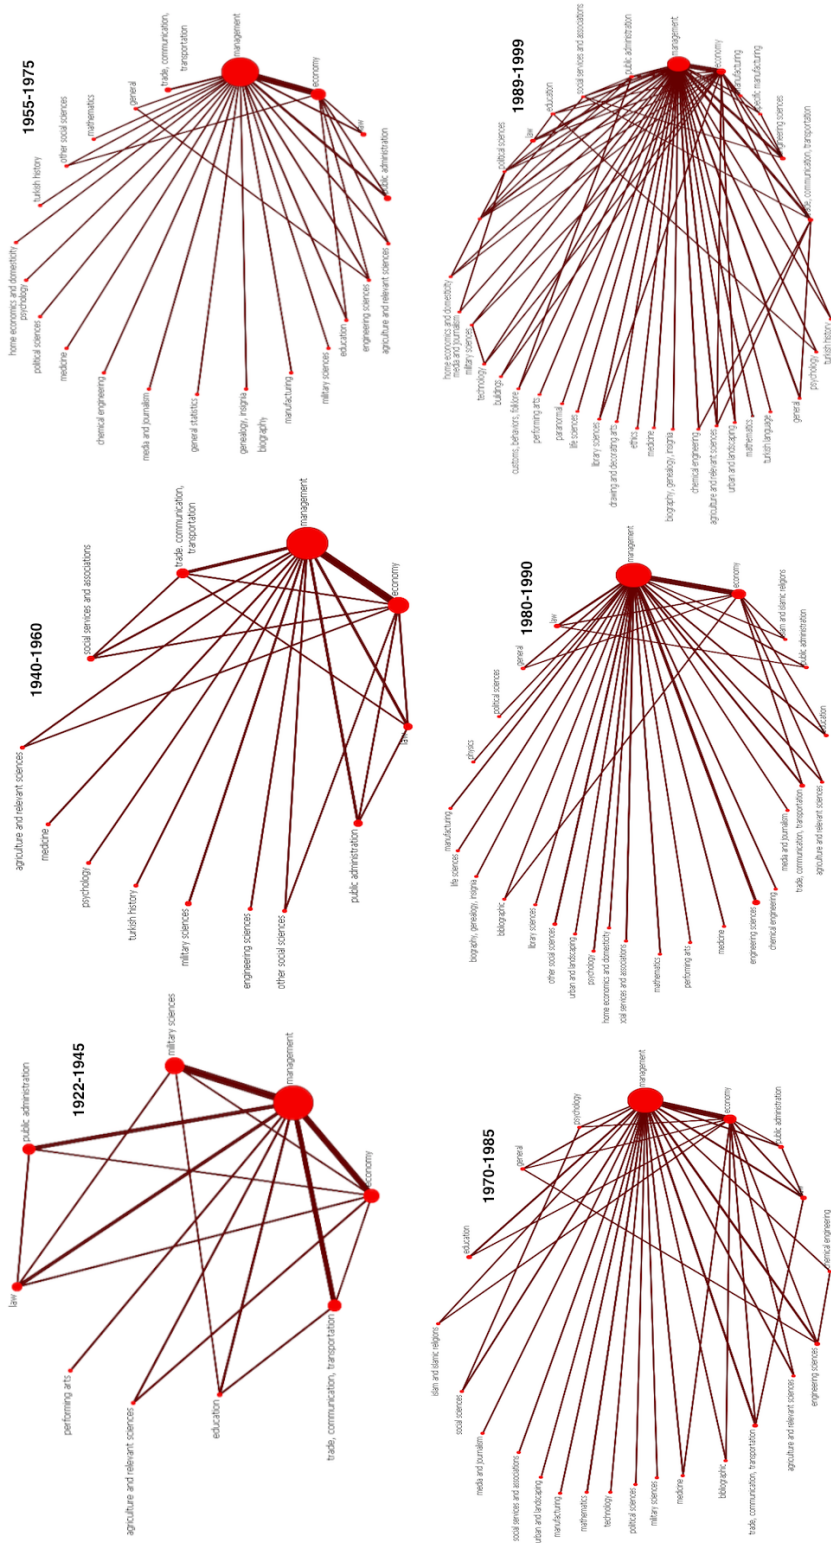 1922-1945
public administration
military sciences
management
economy
law
performing arts
agriculture and relevant sciences
education
trade, communication, transportation
1940-1960
social services and associations
trade, communication,
transportation
management
economy
law
agriculture and relevant sciences
medicine
psychology
turkish history
military sciences
engineering sciences
other social sciences
public administration
1955-1975
trade, communication,
transportation
management
economy
law
public administration
general
mathematics
other social sciences
turkish history
home economics and domesticity
psychology
political sciences
medicine
chemical engineering
media and journalism
general statistics
genealogy, insignia
biography
manufacturing
military sciences
education
engineering sciences
agriculture and relevant sciences
1970-1985
psychology
management
economy
public administration
general
education
islam and islamic religions
social sciences
media and journalism
social services and associations
urban and landscaping
manufacturing
mathematics
technology
political sciences
military sciences
medicine
bibliographic
trade, communication, transportation
agriculture and relevant sciences
engineering sciences
chemical engineering
1980-1990
management
economy
law
general
political sciences
physics
manufacturing
life sciences
biography, genealogy, insignia
bibliographic
library sciences
other social sciences
urban and landscaping
psychology
home economics and domesticity
social services and associations
mathematics
performing arts
medicine
engineering sciences
chemical engineering
media and journalism
trade, communication, transportation
agriculture and relevant sciences
education
public administration
islam and islamic religions
1989-1999
public administration
management
economy
manufacturing
specific manufacturing
engineering sciences
trade, communication, transportation
social services and associations
education
law
political sciences
home economics and domesticity
media and journalism
military sciences
technology
buildings
customs, behaviors, folklore
performing arts
paranormal
life sciences
library sciences
drawing and decorating arts
ethics
medicine
biography, genealogy, insignia
chemical engineering
agriculture and relevant sciences
urban and landscaping
mathematics
turkish language
general
psychology
turkish history